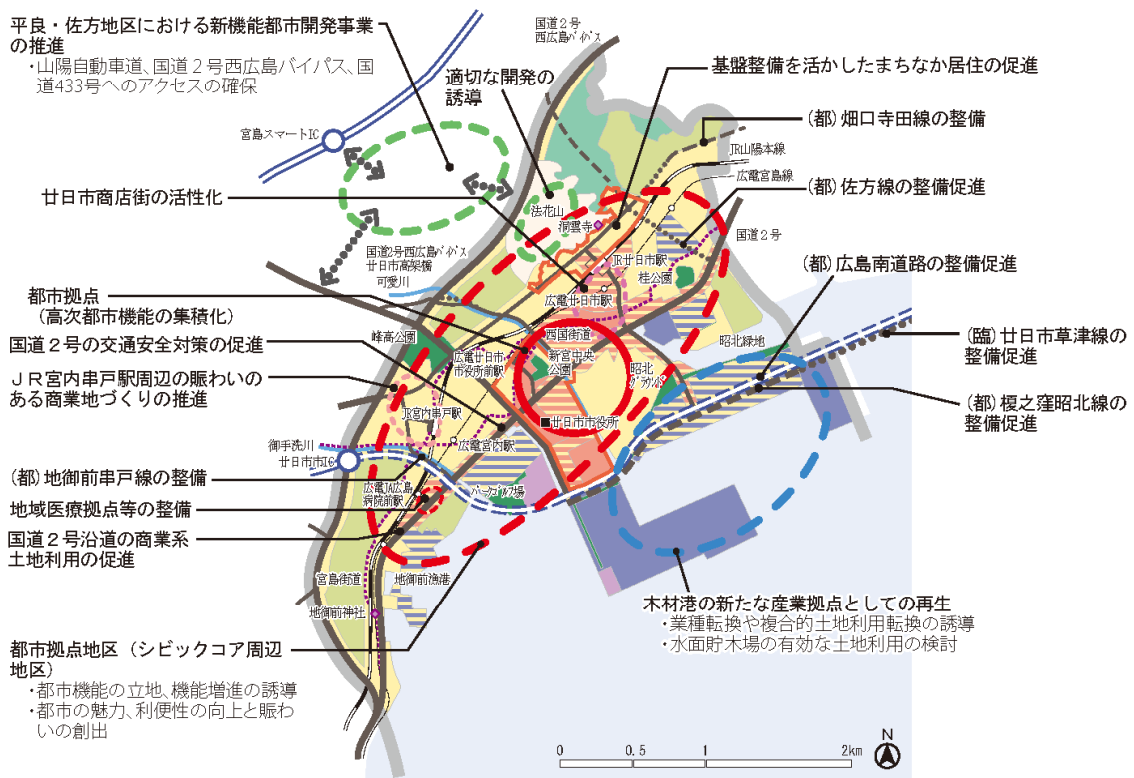 平良・佐方地区における新機能都市開発事業
の推進
・山陽自動車道、国道２号西広島バイパス、国
道433号へのアクセスの確保
国道２号
西広島バイパス
適切な開発の
誘導
基盤整備を活かしたまちなか居住の促進
宮島スマートIC
(都) 畑口寺田線の整備
JR山陽本線
広電宮島線
廿日市商店街の活性化
(都) 佐方線の整備促進
法花山
洞雲寺
国道２号
国道2号西広島バイパス
廿日市高架橋
可愛川
JR廿日市駅
桂公園
(都) 広島南道路の整備促進
広電廿日市駅
都市拠点
(高次都市機能の集積化)
西国街道
峰高公園
昭北緑地
(臨) 廿日市草津線の
整備促進
国道２号の交通安全対策の促進
広電廿日市
市役所前駅
新宮中央
公園
昭北
グラウンド
ＪＲ宮内串戸駅周辺の賑わいの
ある商業地づくりの推進
(都) 榎之窪昭北線の
整備促進
JR宮内串戸駅
廿日市市役所
御手洗川
広電宮内駅
廿日市市IC
(都) 地御前串戸線の整備
広電JA広島
病院前駅
パークゴルフ場
地域医療拠点等の整備
国道２号沿道の商業系
土地利用の促進
宮島街道
地御前漁港
地御前神社
木材港の新たな産業拠点としての再生
・業種転換や複合的土地利用転換の誘導
・水面貯木場の有効な土地利用の検討
都市拠点地区（シビックコア周辺
地区）
・都市機能の立地、機能増進の誘導
・都市の魅力、利便性の向上と賑わ
いの創出
0 0.5 1 2km
N